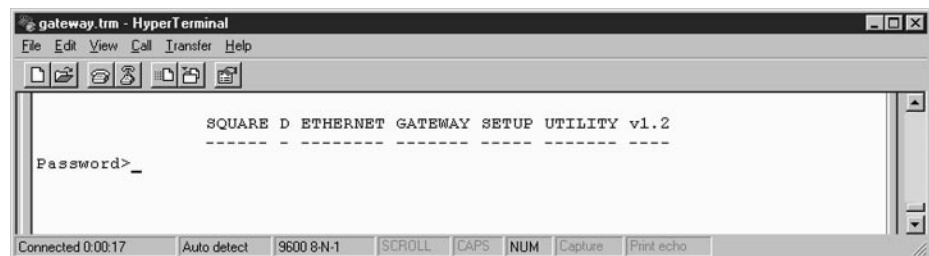 gateway.trm - HyperTerminal
File Edit View Call Transfer Help
SQUARE D ETHERNET GATEWAY SETUP UTILITY v1.2
------ - -------- ------- ----- ------- ----
Password>_
Connected 0:00:17 Auto detect 9600 8-N-1 SCROLL CAPS NUM Capture Print echo